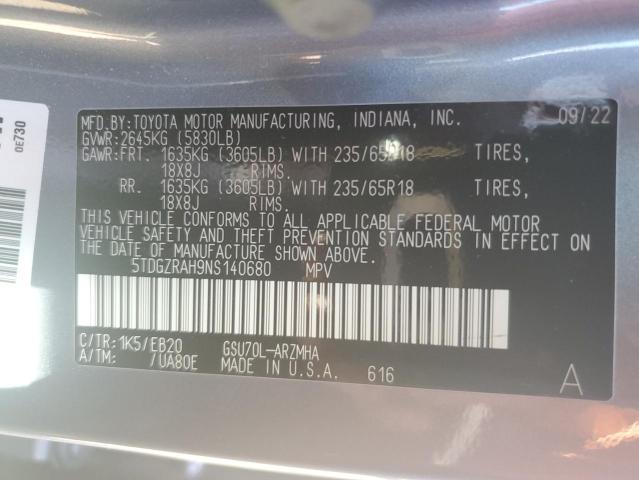 MFD.BY:TOYOTA MOTOR MANUFACTURING, INDIANA, INC. 09/22
GVWR:2645KG (5830LB)
GAWR:FRT. 1635KG (3605LB) WITH 235/65R18 TIRES,
18X8J RIMS.
RR. 1635KG (3605LB) WITH 235/65R18 TIRES,
18X8J RIMS.
THIS VEHICLE CONFORMS TO ALL APPLICABLE FEDERAL MOTOR
VEHICLE SAFETY AND THEFT PREVENTION STANDARDS IN EFFECT ON
THE DATE OF MANUFACTURE SHOWN ABOVE.
5TDGZRAH9NS140680 MPV
C/TR:1K5/EB20 GSU70L-ARZMHA
A/TM: /UA80E MADE IN U.S.A. 616 A
0E730